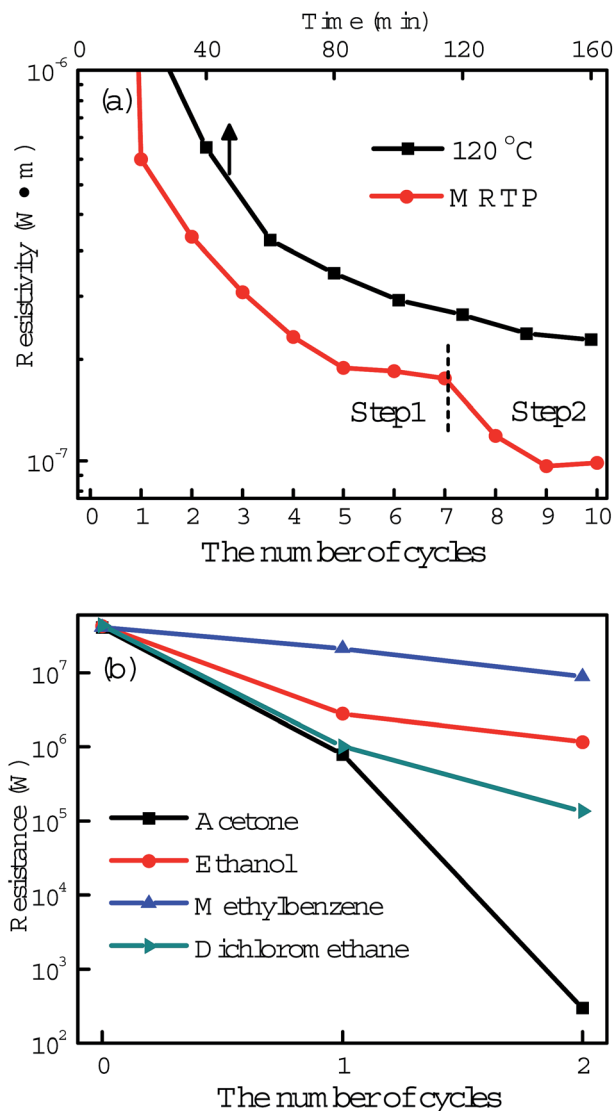 Time (min)
0 40 80 120 160
10-6
(a)
120 °C
MRTP
Resistivity (W • m)
Step1 Step2
10-7
0 1 2 3 4 5 6 7 8 9 10
The number of cycles
(b)
107
106
105
104
103
102
Resistance (W)
Acetone
Ethanol
Methylbenzene
Dichloromethane
0 1 2
The number of cycles